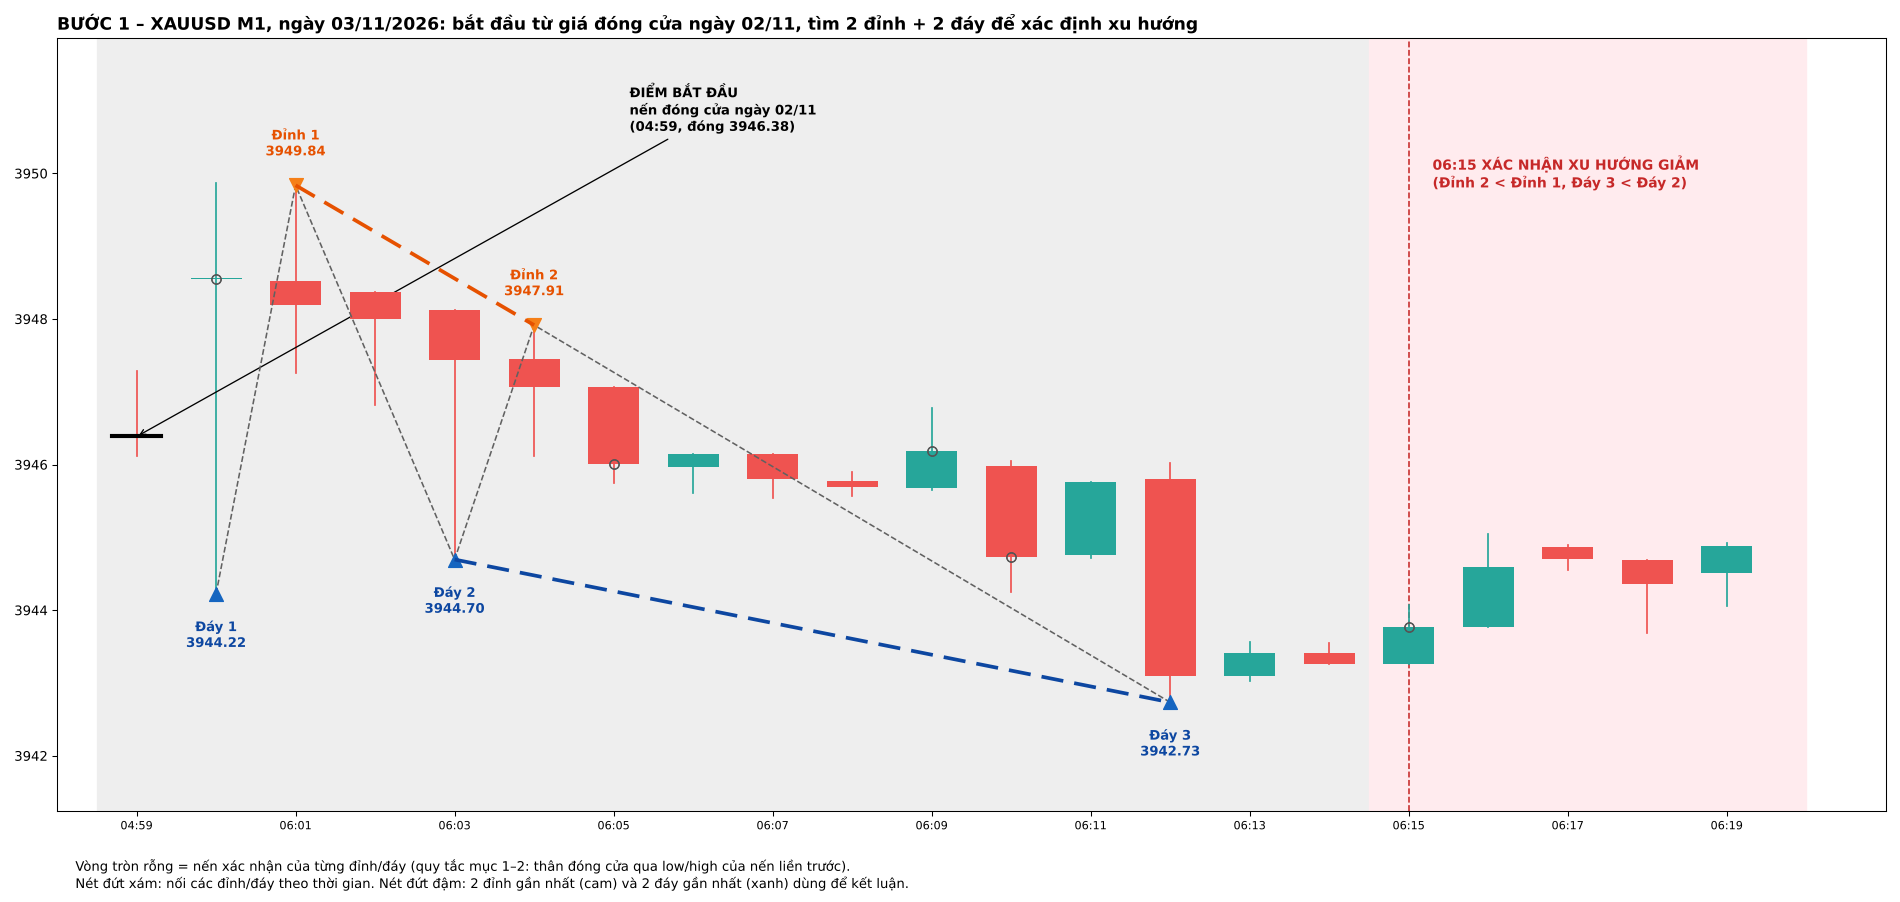 BƯỚC 1 – XAUUSD M1, ngày 03/11/2026: bắt đầu từ giá đóng cửa ngày 02/11, tìm 2 đỉnh + 2 đáy để xác định xu hướng
ĐIỂM BẮT ĐẦU
nến đóng cửa ngày 02/11
(04:59, đóng 3946.38)
Đỉnh 1
3949.84
06:15 XÁC NHẬN XU HƯỚNG GIẢM
(Đỉnh 2 < Đỉnh 1, Đáy 3 < Đáy 2)
Đỉnh 2
3947.91
Đáy 2
3944.70
Đáy 1
3944.22
Đáy 3
3942.73
3950
3948
3946
3944
3942
04:59
06:01
06:03
06:05
06:07
06:09
06:11
06:13
06:15
06:17
06:19
Vòng tròn rỗng = nến xác nhận của từng đỉnh/đáy (quy tắc mục 1–2: thân đóng cửa qua low/high của nến liền trước).
Nét đứt xám: nối các đỉnh/đáy theo thời gian. Nét đứt đậm: 2 đỉnh gần nhất (cam) và 2 đáy gần nhất (xanh) dùng để kết luận.